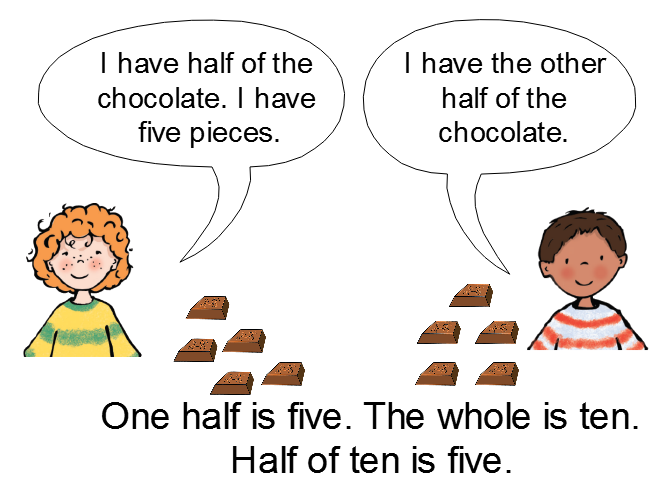 I have half of the
chocolate. I have
five pieces.
I have the other
half of the
chocolate.
One half is five. The whole is ten.
Half of ten is five.